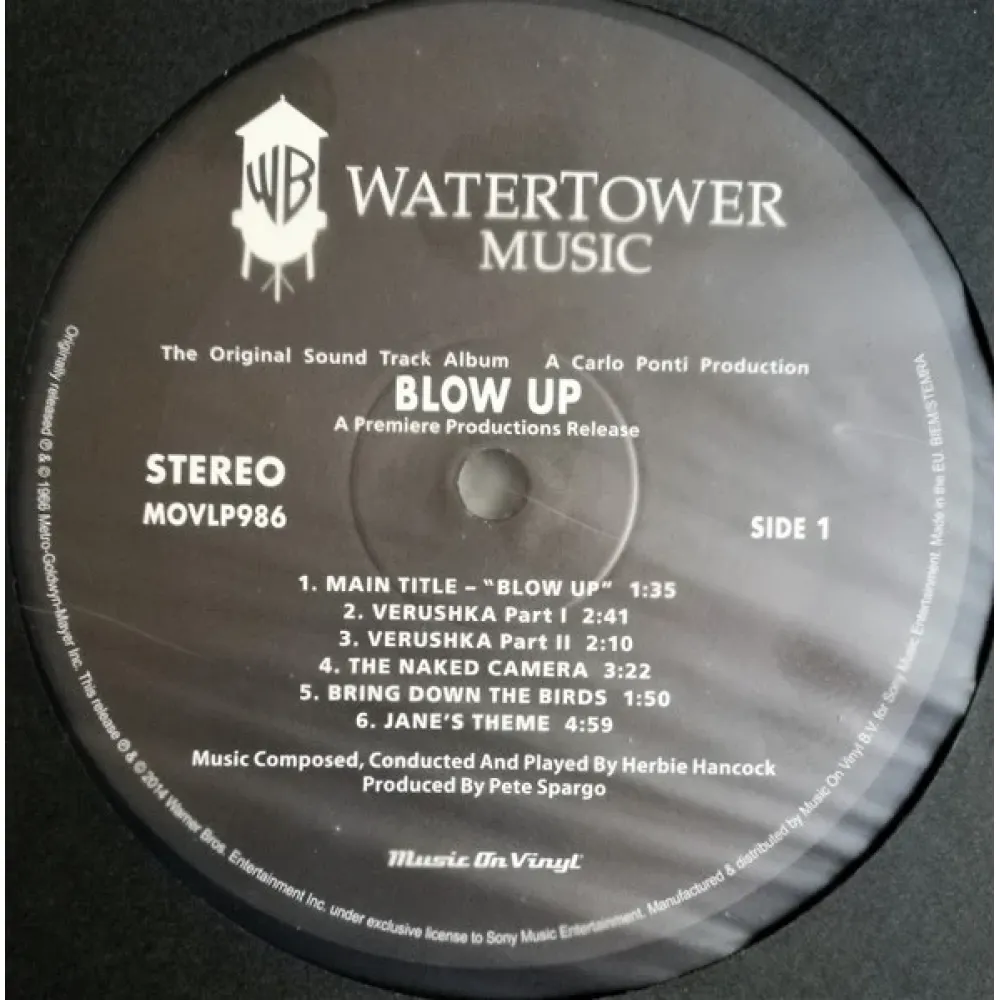 WB
WATERTOWER
MUSIC
The Original Sound Track Album A Carlo Ponti Production
BLOW UP
A Premiere Productions Release
STEREO
MOVLP986
SIDE 1
1. MAIN TITLE – "BLOW UP" 1:35
2. VERUSHKA Part I 2:41
3. VERUSHKA Part II 2:10
4. THE NAKED CAMERA 3:22
5. BRING DOWN THE BIRDS 1:50
6. JANE'S THEME 4:59
Music Composed, Conducted And Played By Herbie Hancock
Produced By Pete Spargo
Music On Vinyl
Originally released ℗ & © 1966 Metro-Goldwyn-Mayer Inc. This release ℗ & © 2014 Warner Bros. Entertainment Inc. under exclusive license to Sony Music Entertainment. Manufactured & distributed by Music On Vinyl B.V. for Sony Music Entertainment. Made in the EU. BIEM/STEMRA